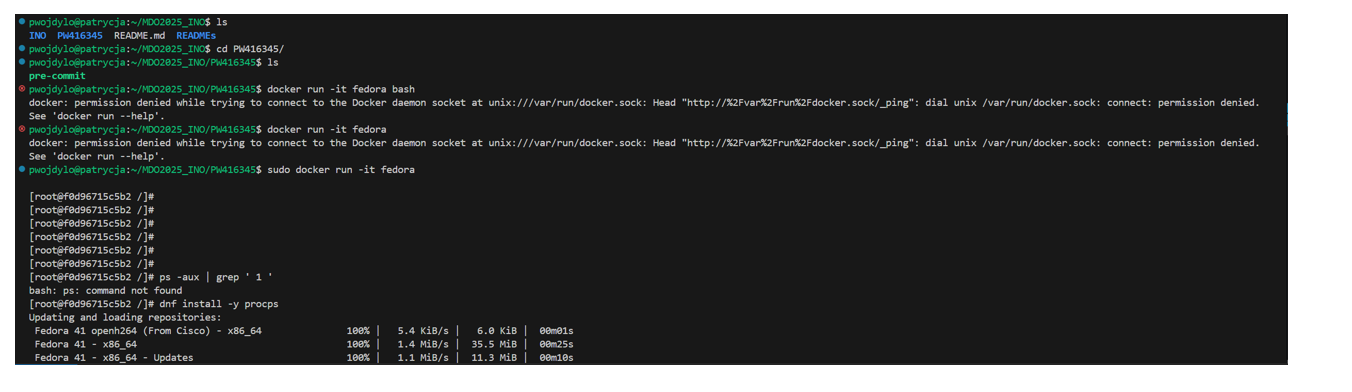 pwojdylo@patrycja:~/MDO2025_INO$ ls
INO  PW416345  README.md  READMEs
pwojdylo@patrycja:~/MDO2025_INO$ cd PW416345/
pwojdylo@patrycja:~/MDO2025_INO/PW416345$ ls
pre-commit
pwojdylo@patrycja:~/MDO2025_INO/PW416345$ docker run -it fedora bash
docker: permission denied while trying to connect to the Docker daemon socket at unix:///var/run/docker.sock: Head "http://%2Fvar%2Frun%2Fdocker.sock/_ping": dial unix /var/run/docker.sock: connect: permission denied.
See 'docker run --help'.
pwojdylo@patrycja:~/MDO2025_INO/PW416345$ docker run -it fedora
docker: permission denied while trying to connect to the Docker daemon socket at unix:///var/run/docker.sock: Head "http://%2Fvar%2Frun%2Fdocker.sock/_ping": dial unix /var/run/docker.sock: connect: permission denied.
See 'docker run --help'.
pwojdylo@patrycja:~/MDO2025_INO/PW416345$ sudo docker run -it fedora
[root@f0d96715c5b2 /]#
[root@f0d96715c5b2 /]#
[root@f0d96715c5b2 /]#
[root@f0d96715c5b2 /]#
[root@f0d96715c5b2 /]#
[root@f0d96715c5b2 /]#
[root@f0d96715c5b2 /]# ps -aux | grep ' 1 '
bash: ps: command not found
[root@f0d96715c5b2 /]# dnf install -y procps
Updating and loading repositories:
 Fedora 41 openh264 (From Cisco) - x86_64  100% |  5.4 KiB/s |  6.0 KiB |  00m01s
 Fedora 41 - x86_64  100% |  1.4 MiB/s |  35.5 MiB |  00m25s
 Fedora 41 - x86_64 - Updates  100% |  1.1 MiB/s |  11.3 MiB |  00m10s